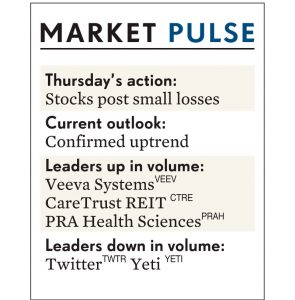 MARKET PULSE
Thursday's action:
Stocks post small losses
Current outlook:
Confirmed uptrend
Leaders up in volume:
Veeva Systems VEEV
CareTrust REIT CTRE
PRA Health Sciences PRAH
Leaders down in volume:
Twitter TWTR Yeti YETI